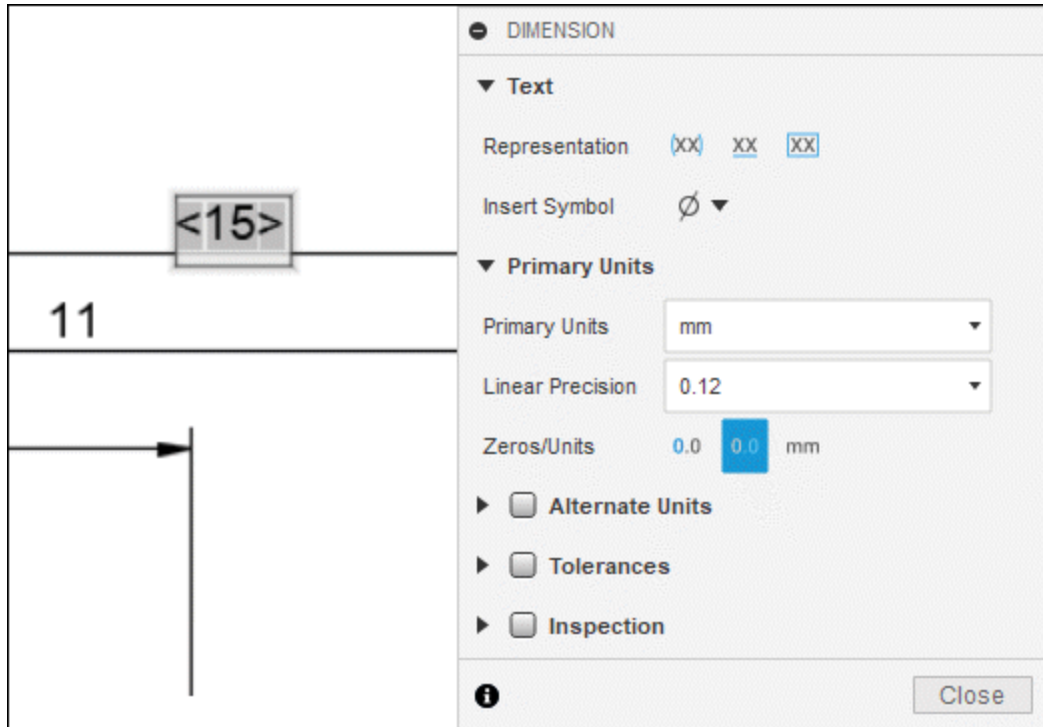 <15>
11
DIMENSION
Text
Representation (XX) XX XX
Insert Symbol Ø
Primary Units
Primary Units mm
Linear Precision 0.12
Zeros/Units 0.0 0.0 mm
Alternate Units
Tolerances
Inspection
Close